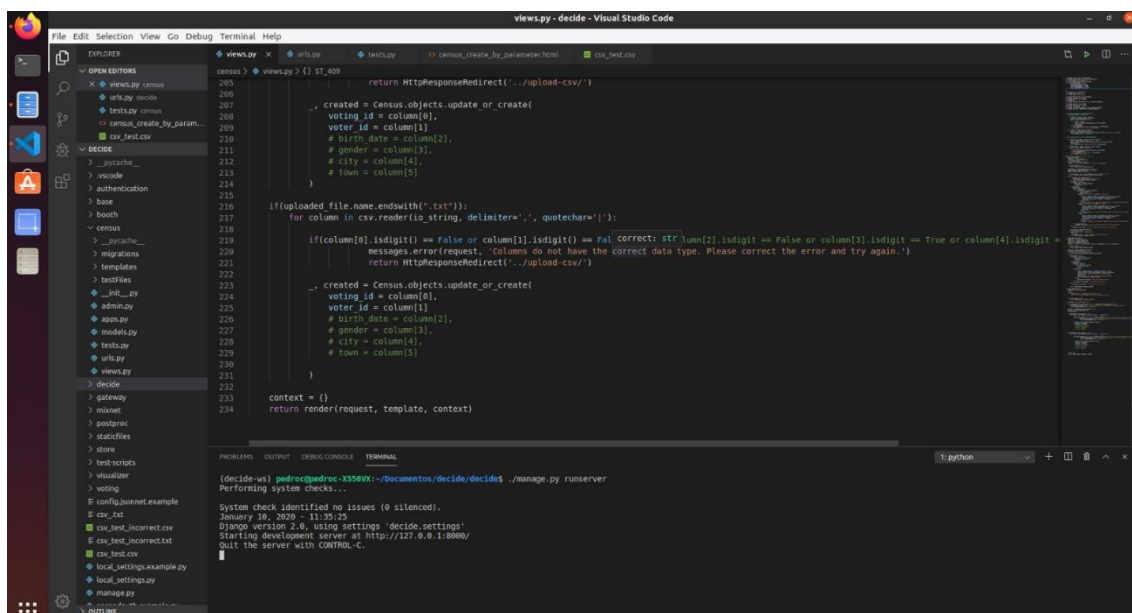 views.py - decide - Visual Studio Code
File Edit Selection View Go Debug Terminal Help
EXPLORER
OPEN EDITORS
views.py census
urls.py decide
tests.py census
census_create_by_param...
csv_test.csv
DECIDE
__pycache__
.vscode
authentication
base
booth
census
__pycache__
migrations
templates
testFiles
__init__.py
admin.py
apps.py
models.py
tests.py
urls.py
views.py
decide
gateway
mixnet
postproc
staticfiles
store
test-scripts
visualizer
voting
config.jsonnet.example
csv_.txt
csv_test_incorrect.csv
csv_test_incorrect.txt
csv_test.csv
local_settings.example.py
local_settings.py
manage.py
OUTLINE
views.py urls.py tests.py census_create_by_parameter.html csv_test.csv
census > views.py > {} ST_409
205 return HttpResponseRedirect('../upload-csv/')
206
207 _, created = Census.objects.update_or_create(
208 voting_id = column[0],
209 voter_id = column[1]
210 # birth_date = column[2],
211 # gender = column[3],
212 # city = column[4],
213 # town = column[5]
214 )
215
216 if(uploaded_file.name.endswith(".txt")):
217 for column in csv.reader(io_string, delimiter=',', quotechar='|'):
218
219 if(column[0].isdigit() == False or column[1].isdigit() == Fal correct: str lumn[2].isdigit == False or column[3].isdigit == True or column[4].isdigit =
220 messages.error(request, 'Columns do not have the correct data type. Please correct the error and try again.')
221 return HttpResponseRedirect('../upload-csv/')
222
223 _, created = Census.objects.update_or_create(
224 voting_id = column[0],
225 voter_id = column[1]
226 # birth_date = column[2],
227 # gender = column[3],
228 # city = column[4],
229 # town = column[5]
230
231 )
232
233 context = {}
234 return render(request, template, context)
PROBLEMS OUTPUT DEBUG CONSOLE TERMINAL 1: python
(decide-ws) pedroc@pedroc-X550VX:~/Documentos/decide/decide$ ./manage.py runserver
Performing system checks...
System check identified no issues (0 silenced).
January 10, 2020 - 11:35:25
Django version 2.0, using settings 'decide.settings'
Starting development server at http://127.0.0.1:8000/
Quit the server with CONTROL-C.